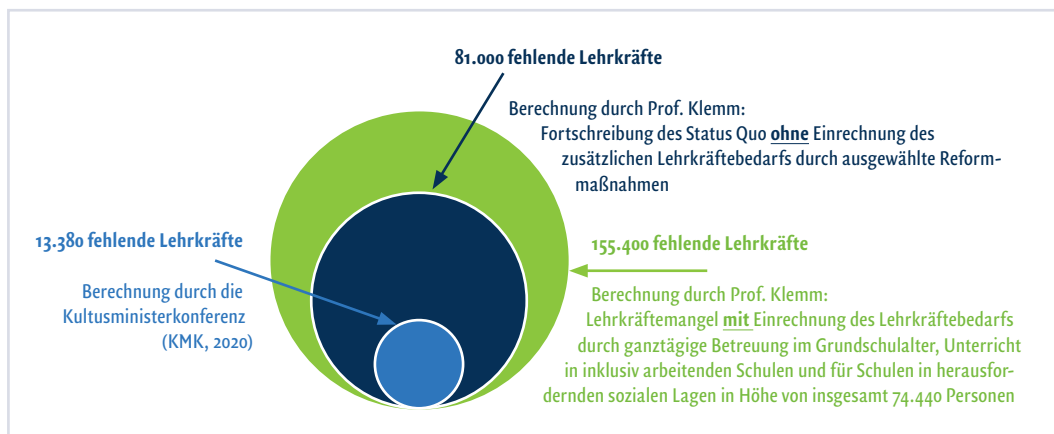 81.000 fehlende Lehrkräfte
Berechnung durch Prof. Klemm:
Fortschreibung des Status Quo ohne Einrechnung des
zusätzlichen Lehrkräftebedarfs durch ausgewählte Reform-
maßnahmen
13.380 fehlende Lehrkräfte
Berechnung durch die
Kultusministerkonferenz
(KMK, 2020)
155.400 fehlende Lehrkräfte
Berechnung durch Prof. Klemm:
Lehrkräftemangel mit Einrechnung des Lehrkräftebedarfs
durch ganztägige Betreuung im Grundschulalter, Unterricht
in inklusiv arbeitenden Schulen und für Schulen in herausfor-
dernden sozialen Lagen in Höhe von insgesamt 74.440 Personen